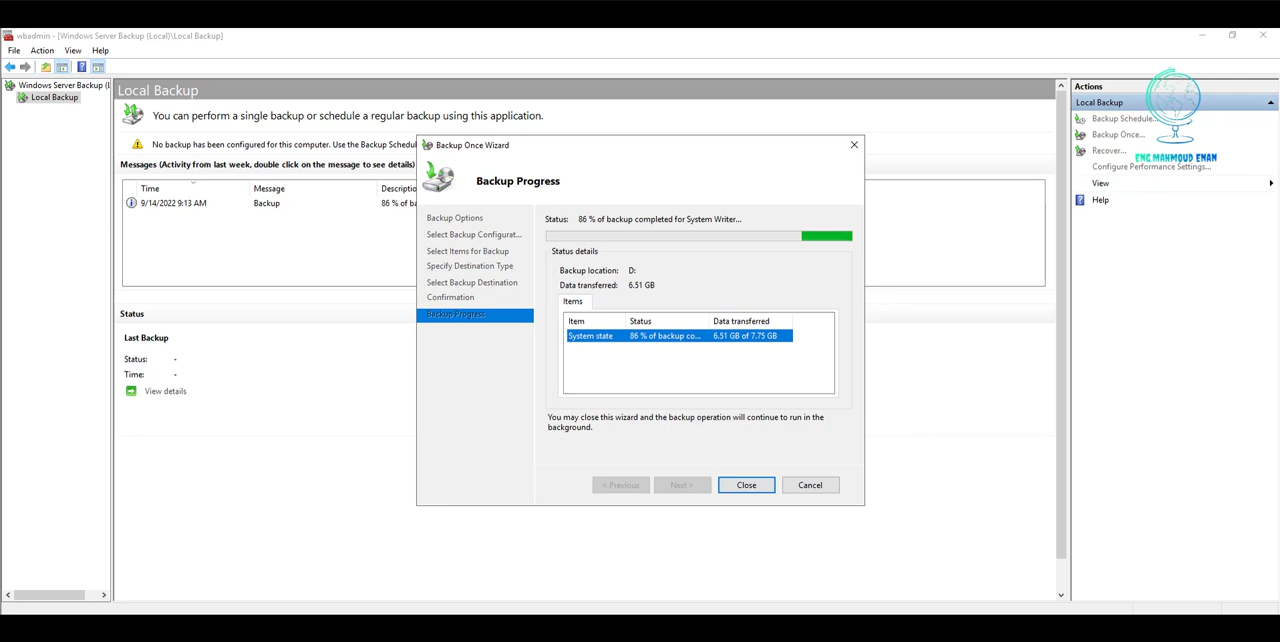 wbadmin - [Windows Server Backup (Local)\Local Backup]
File Action View Help
Windows Server Backup (L
Local Backup
Local Backup
You can perform a single backup or schedule a regular backup using this application.
No backup has been configured for this computer. Use the Backup Schedu
Messages (Activity from last week, double click on the message to see details)
Time Message Descriptio
9/14/2022 9:13 AM Backup 86 % of ba
Status
Last Backup
Status: -
Time: -
View details
Backup Once Wizard
Backup Progress
Backup Options
Select Backup Configurat...
Select Items for Backup
Specify Destination Type
Select Backup Destination
Confirmation
Backup Progress
Status: 86 % of backup completed for System Writer...
Status details
Backup location: D:
Data transferred: 6.51 GB
Items
Item Status Data transferred
System state 86 % of backup co... 6.51 GB of 7.75 GB
You may close this wizard and the backup operation will continue to run in the
background.
< Previous Next > Close Cancel
Actions
Local Backup
Backup Schedule...
Backup Once...
Recover...
Configure Performance Settings...
View
Help
ENG.MAHMOUD ENAN